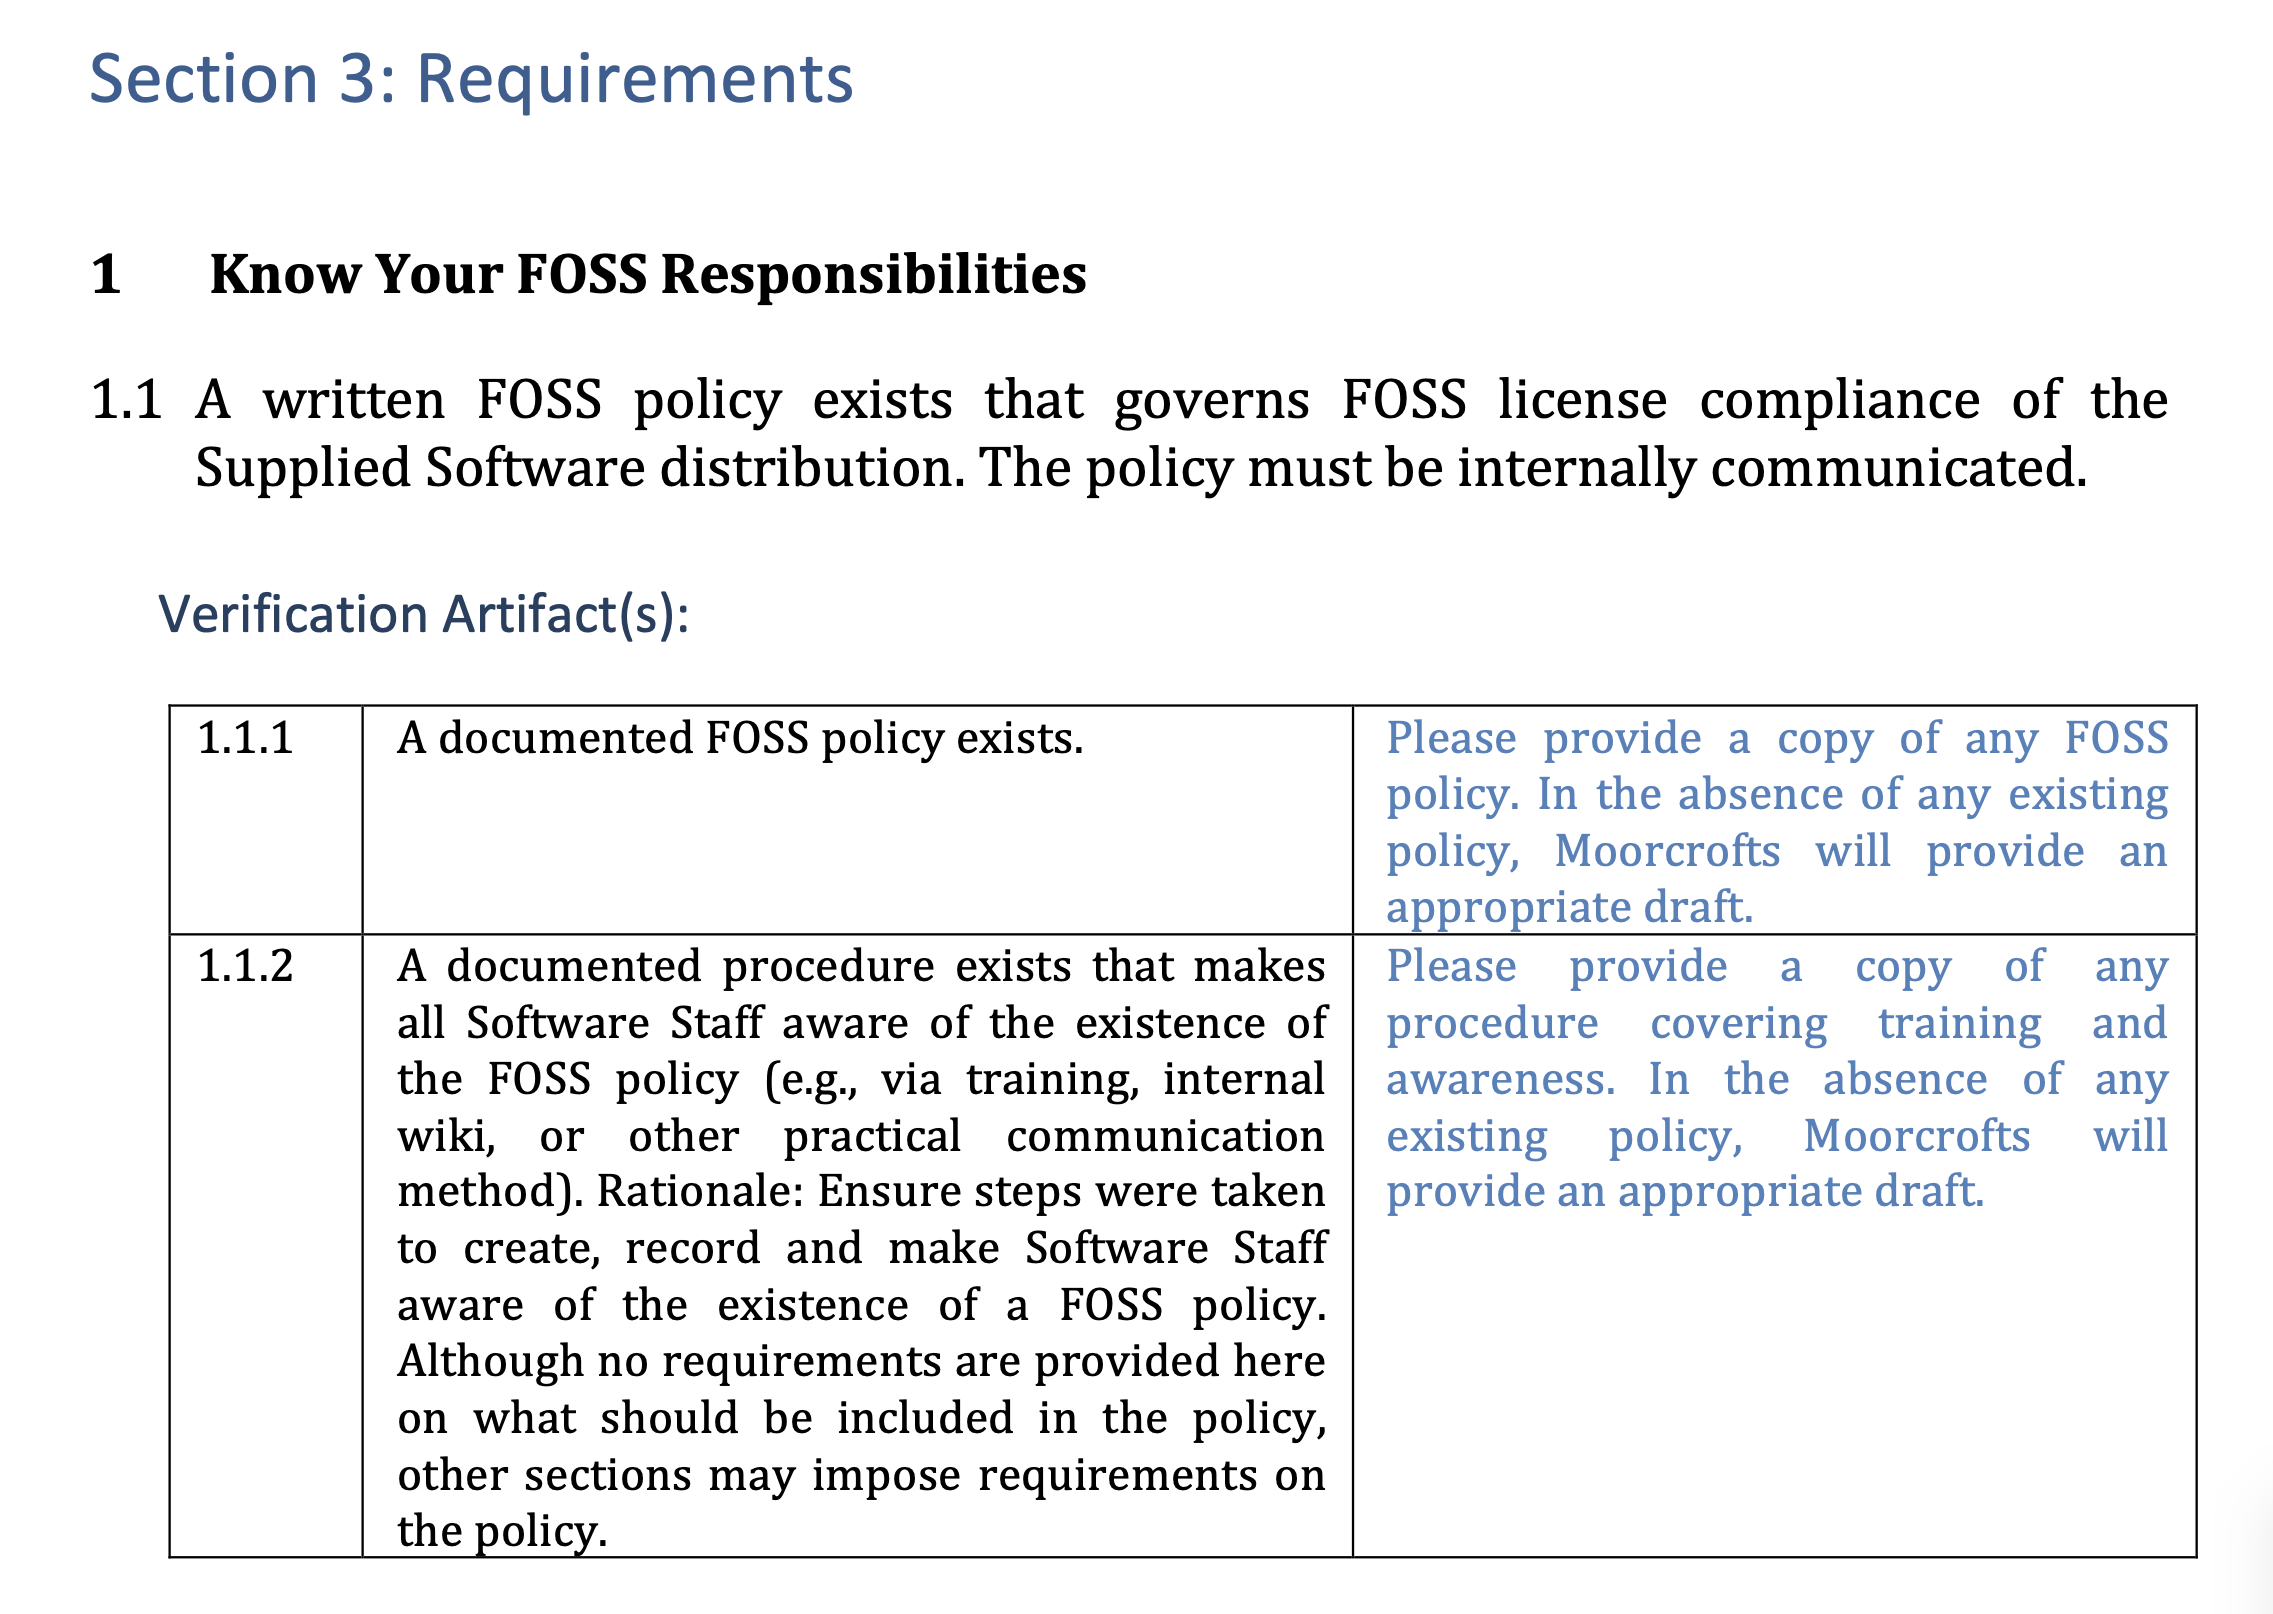 Section 3: Requirements
1 Know Your FOSS Responsibilities
1.1 A written FOSS policy exists that governs FOSS license compliance of the
Supplied Software distribution. The policy must be internally communicated.
Verification Artifact(s):
1.1.1
A documented FOSS policy exists.
Please provide a copy of any FOSS
policy. In the absence of any existing
policy, Moorcrofts will provide an
appropriate draft.
1.1.2
A documented procedure exists that makes
all Software Staff aware of the existence of
the FOSS policy (e.g., via training, internal
wiki, or other practical communication
method). Rationale: Ensure steps were taken
to create, record and make Software Staff
aware of the existence of a FOSS policy.
Although no requirements are provided here
on what should be included in the policy,
other sections may impose requirements on
the policy.
Please provide a copy of any
procedure covering training and
awareness. In the absence of any
existing policy, Moorcrofts will
provide an appropriate draft.